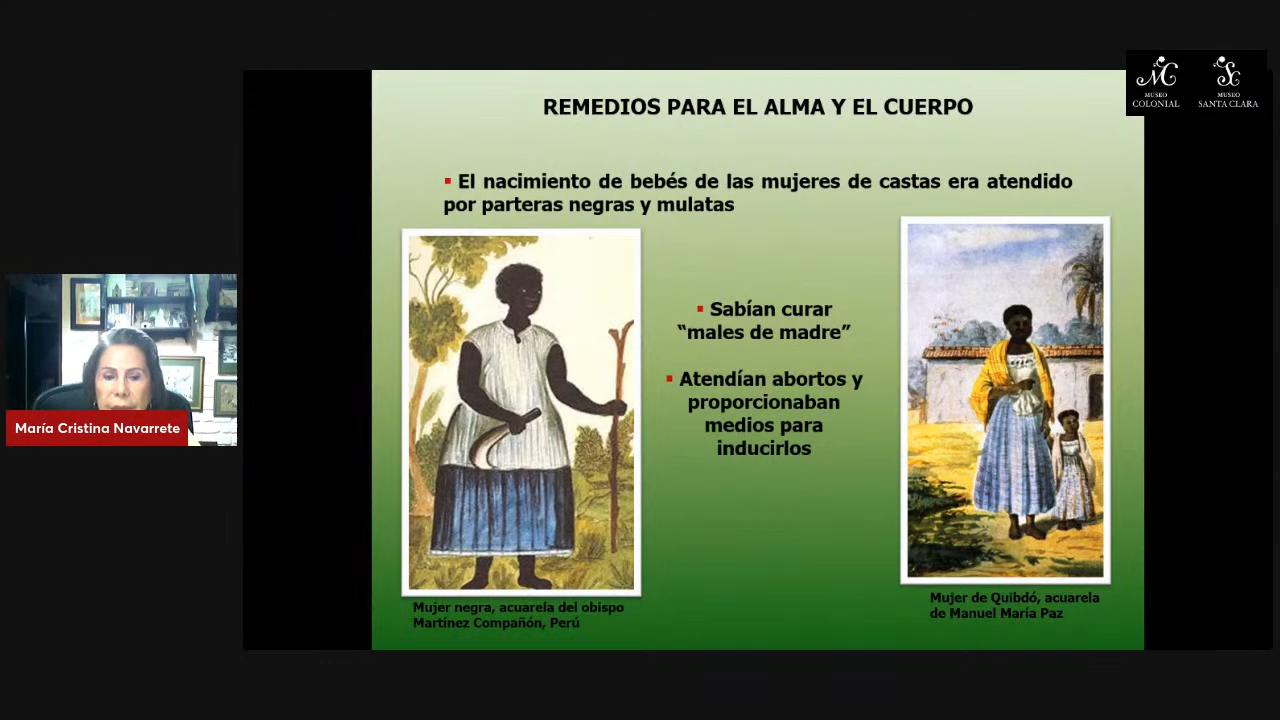 MUSEO
COLONIAL
MUSEO
SANTA CLARA
REMEDIOS PARA EL ALMA Y EL CUERPO
▪ El nacimiento de bebés de las mujeres de castas era atendido
por parteras negras y mulatas
▪ Sabían curar
“males de madre”
▪ Atendían abortos y
proporcionaban
medios para
inducirlos
María Cristina Navarrete
Mujer negra, acuarela del obispo
Martínez Compañón, Perú
Mujer de Quibdó, acuarela
de Manuel María Paz